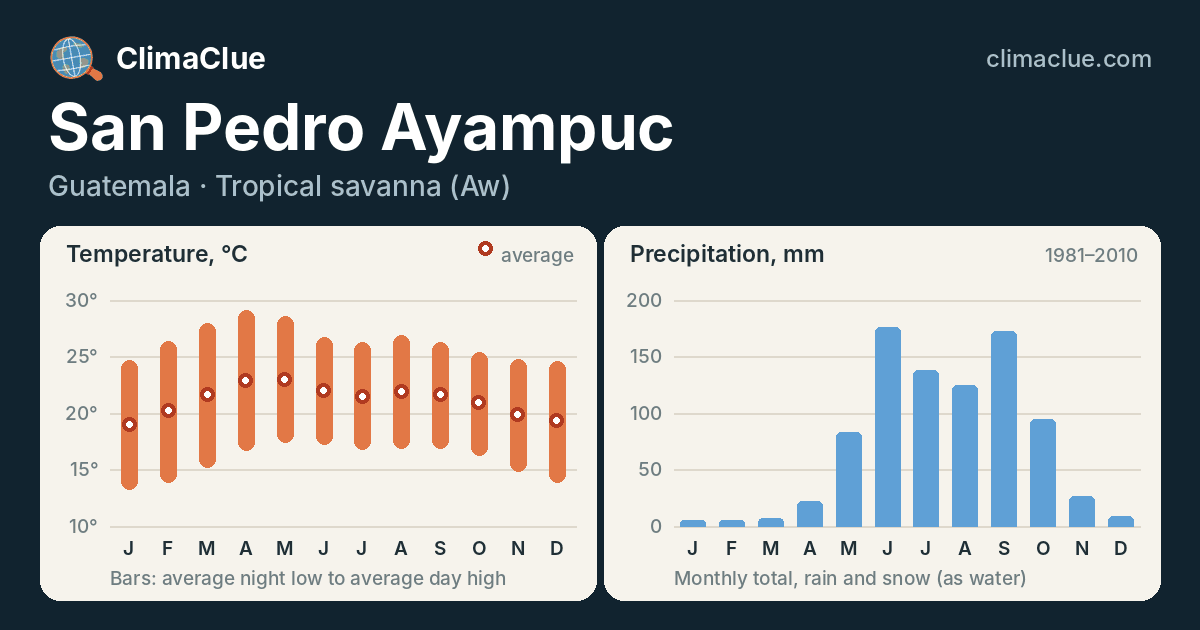 ClimaClue
climaclue.com
San Pedro Ayampuc
Guatemala · Tropical savanna (Aw)
Temperature, °C
average
30°
25°
20°
15°
10°
J F M A M J J A S O N D
Bars: average night low to average day high
Precipitation, mm
1981–2010
200
150
100
50
0
J F M A M J J A S O N D
Monthly total, rain and snow (as water)